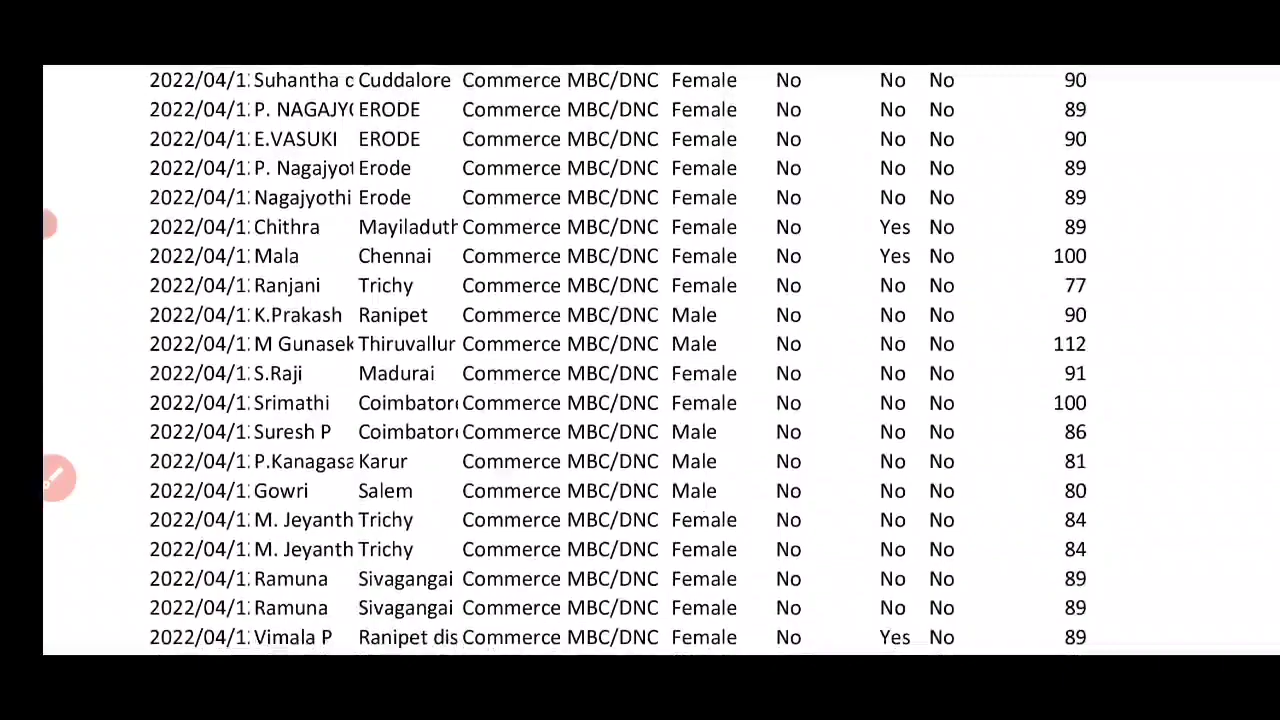 2022/04/1 Suhantha c Cuddalore Commerce MBC/DNC Female No No No 90
2022/04/1 P. NAGAJY ERODE Commerce MBC/DNC Female No No No 89
2022/04/1 E.VASUKI ERODE Commerce MBC/DNC Female No No No 90
2022/04/1 P. Nagajyot Erode Commerce MBC/DNC Female No No No 89
2022/04/1 Nagajyothi Erode Commerce MBC/DNC Female No No No 89
2022/04/1 Chithra Mayiladuth Commerce MBC/DNC Female No Yes No 89
2022/04/1 Mala Chennai Commerce MBC/DNC Female No Yes No 100
2022/04/1 Ranjani Trichy Commerce MBC/DNC Female No No No 77
2022/04/1 K.Prakash Ranipet Commerce MBC/DNC Male No No No 90
2022/04/1 M Gunasek Thiruvallur Commerce MBC/DNC Male No No No 112
2022/04/1 S.Raji Madurai Commerce MBC/DNC Female No No No 91
2022/04/1 Srimathi Coimbator Commerce MBC/DNC Female No No No 100
2022/04/1 Suresh P Coimbator Commerce MBC/DNC Male No No No 86
2022/04/1 P.Kanagasa Karur Commerce MBC/DNC Male No No No 81
2022/04/1 Gowri Salem Commerce MBC/DNC Male No No No 80
2022/04/1 M. Jeyanth Trichy Commerce MBC/DNC Female No No No 84
2022/04/1 M. Jeyanth Trichy Commerce MBC/DNC Female No No No 84
2022/04/1 Ramuna Sivagangai Commerce MBC/DNC Female No No No 89
2022/04/1 Ramuna Sivagangai Commerce MBC/DNC Female No No No 89
2022/04/1 Vimala P Ranipet dis Commerce MBC/DNC Female No Yes No 89